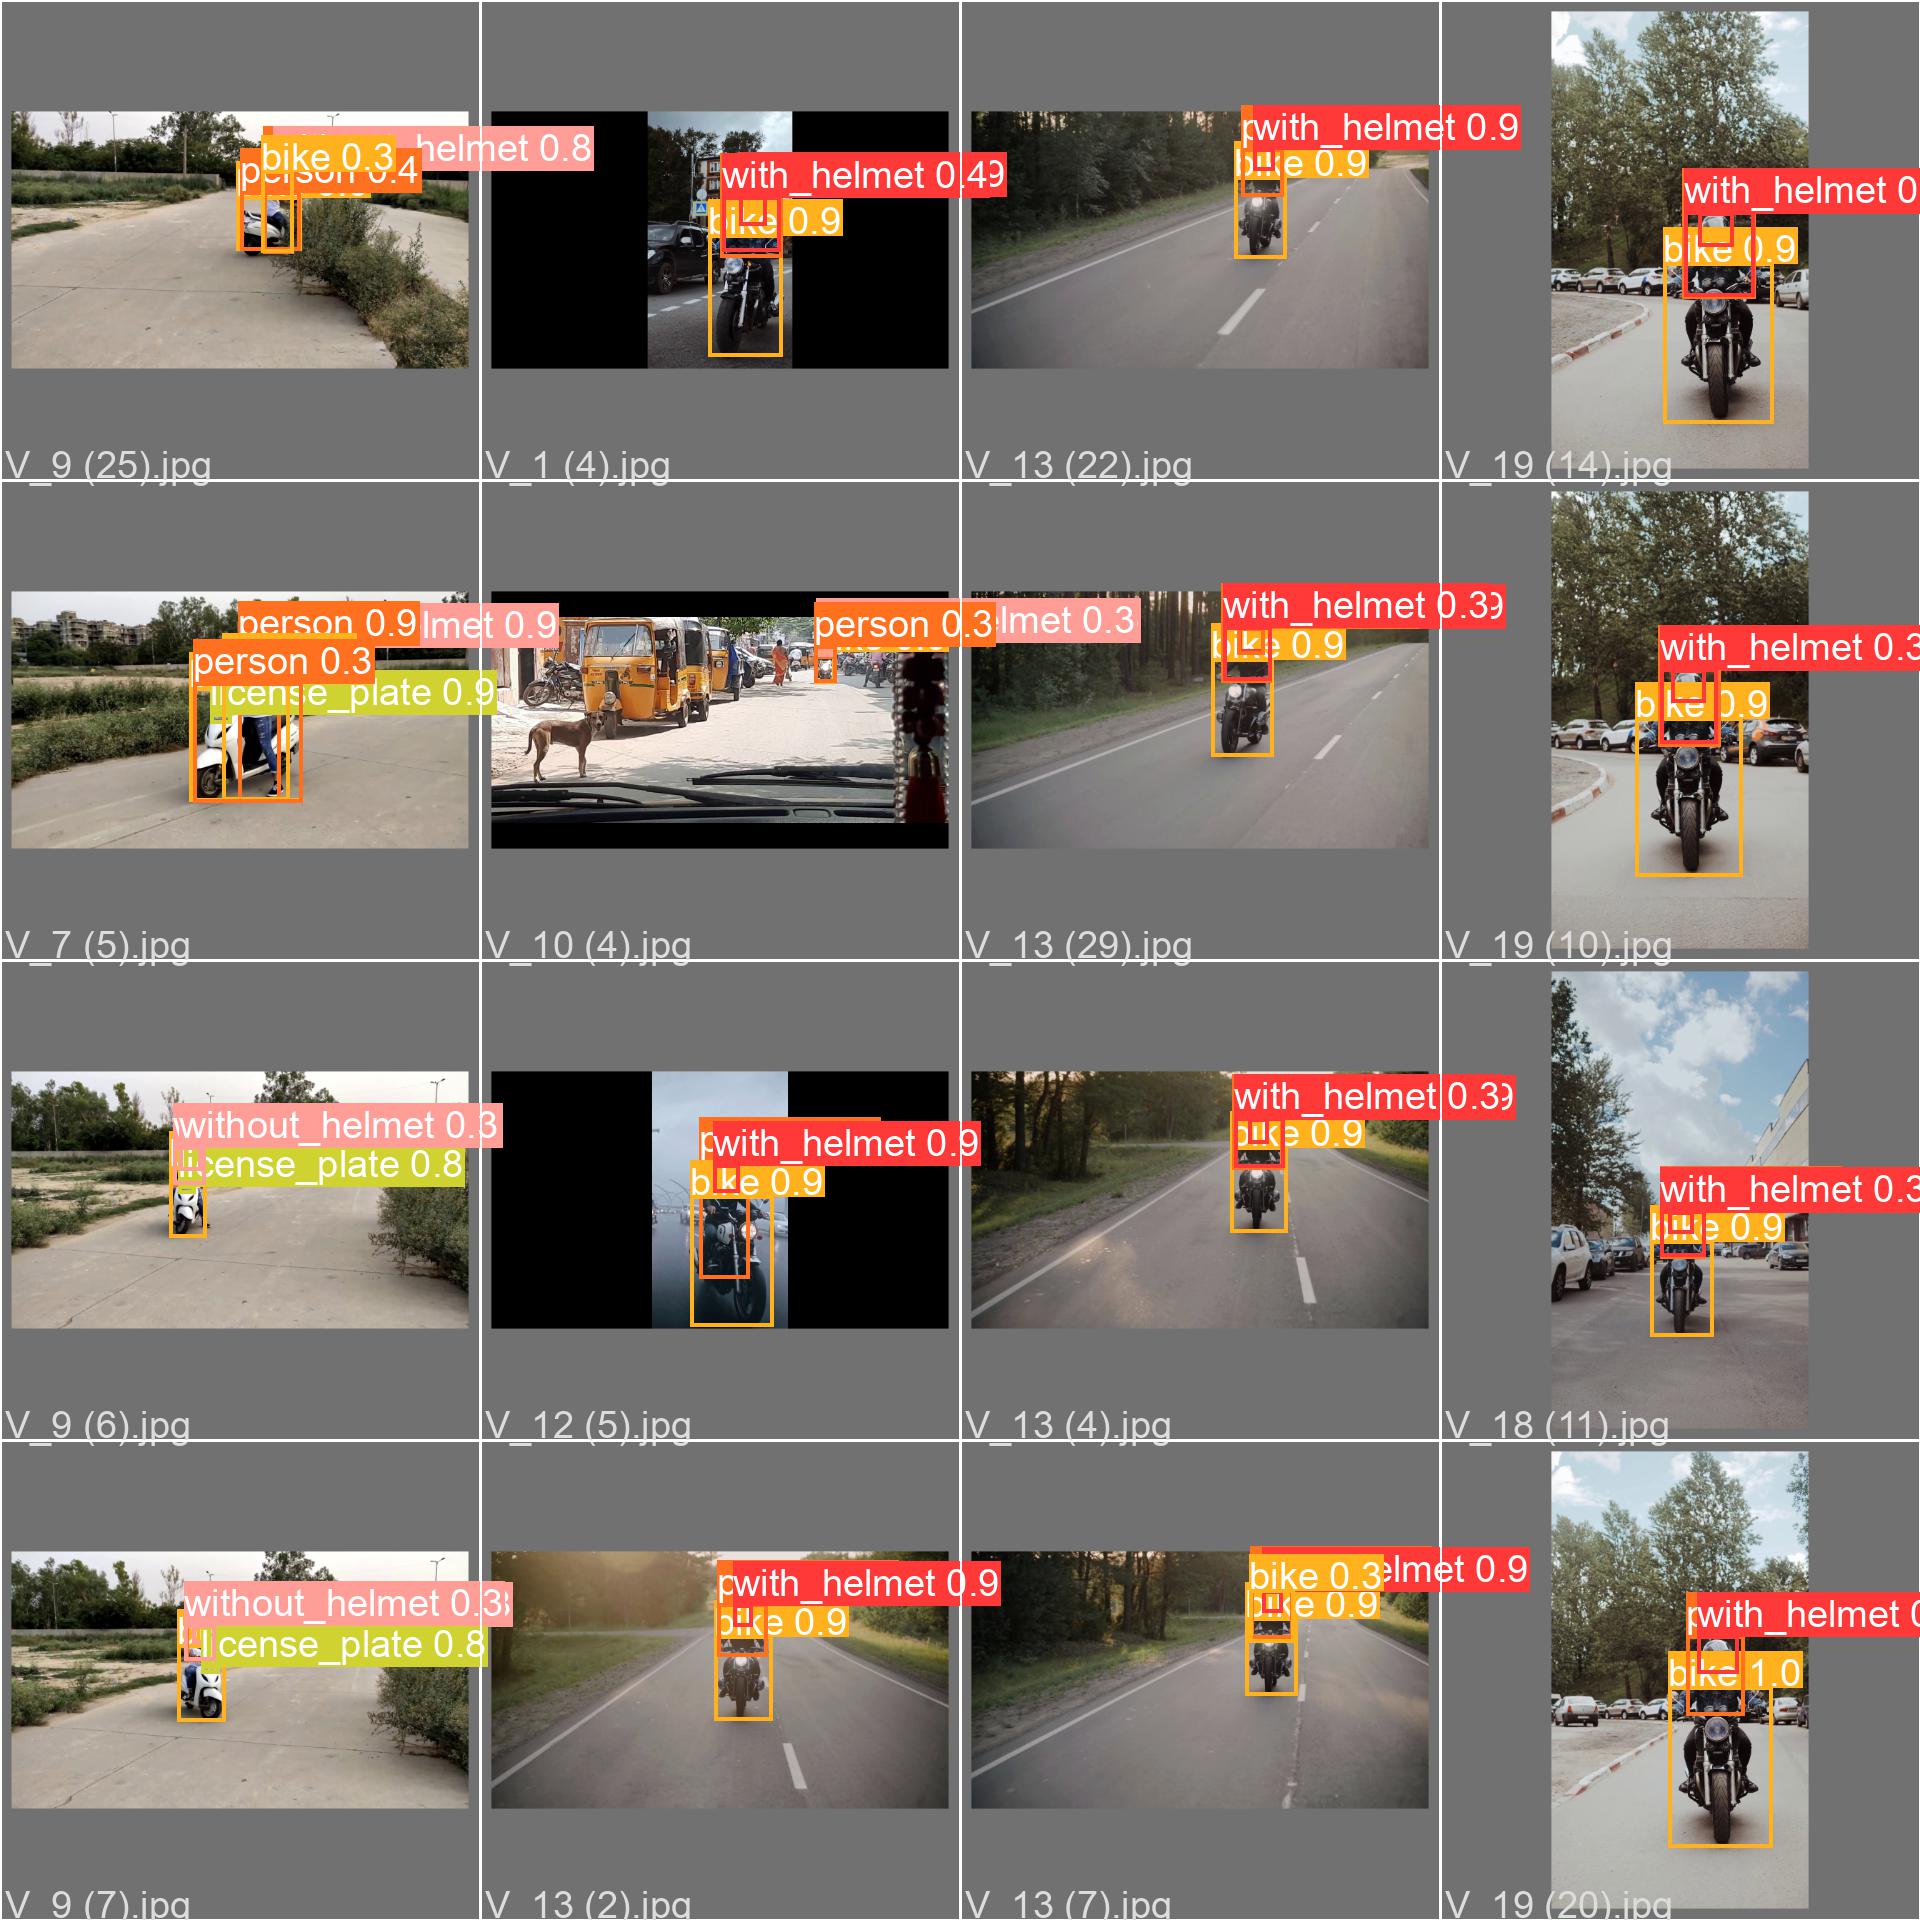 helmet 0.8
bike 0.3
person 0.4
V_9 (25).jpg
with_helmet 0.49
bike 0.9
V_1 (4).jpg
with_helmet 0.9
bike 0.9
V_13 (22).jpg
with_helmet 0
bike 0.9
V_19 (14).jpg
person 0.9
lmet 0.9
person 0.3
license_plate 0.9
V_7 (5).jpg
person 0.3
lmet 0.3
V_10 (4).jpg
with_helmet 0.39
bike 0.9
V_13 (29).jpg
with_helmet 0.3
bike 0.9
V_19 (10).jpg
without_helmet 0.3
license_plate 0.8
V_9 (6).jpg
with_helmet 0.9
bike 0.9
V_12 (5).jpg
with_helmet 0.39
bike 0.9
V_13 (4).jpg
with_helmet 0.3
bike 0.9
V_18 (11).jpg
without_helmet 0.3
license_plate 0.8
V_9 (7).jpg
with_helmet 0.9
bike 0.9
V_13 (2).jpg
elmet 0.9
bike 0.3
bike 0.9
V_13 (7).jpg
with_helmet 0
bike 1.0
V_19 (20).jpg